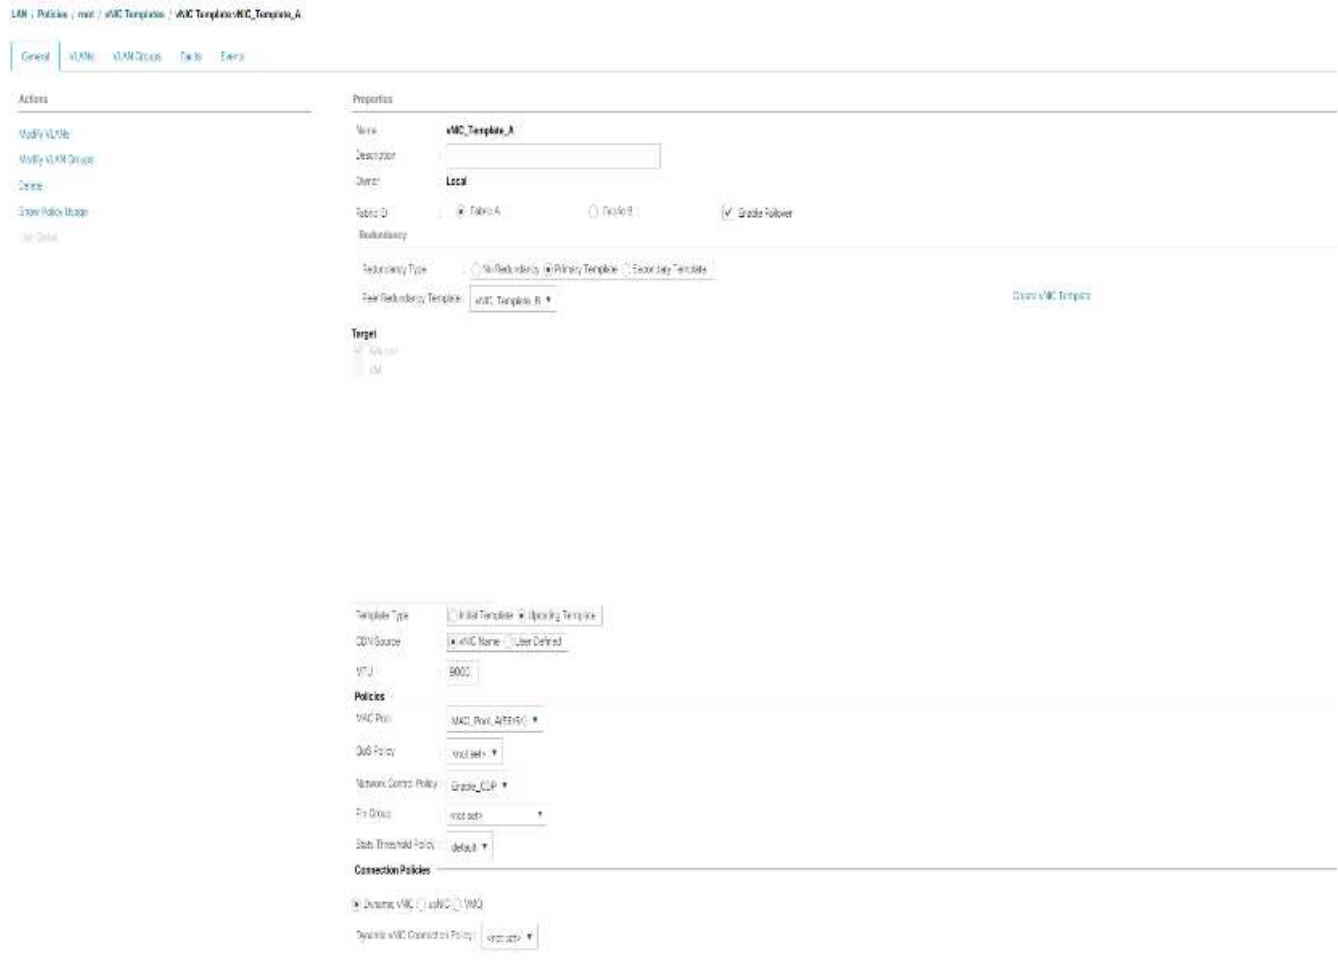 LAN / Policies / root / vNIC Templates / vNIC Template vNIC_Template_A
General VLANs VLAN Groups Faults Events
Actions
Modify VLANs
Modify VLAN Groups
Delete
Show Policy Usage
Use Global
Properties
Name vNIC_Template_A
Description :
Owner : Local
Fabric ID : Fabric A Fabric B Enable Failover
Redundancy
Redundancy Type : No Redundancy Primary Template Secondary Template
Peer Redundancy Template : vNIC_Template_B Create vNIC Template
Target
Adapter
VM
Template Type : Initial Template Updating Template
CDN Source : vNIC Name User Defined
MTU : 9000
Policies
MAC Pool : MAC_Pool_A
QoS Policy : <not set>
Network Control Policy : Enable_CDP
Pin Group : <not set>
Stats Threshold Policy : default
Connection Policies
Dynamic vNIC usNIC VMQ
Dynamic vNIC Connection Policy : <not set>